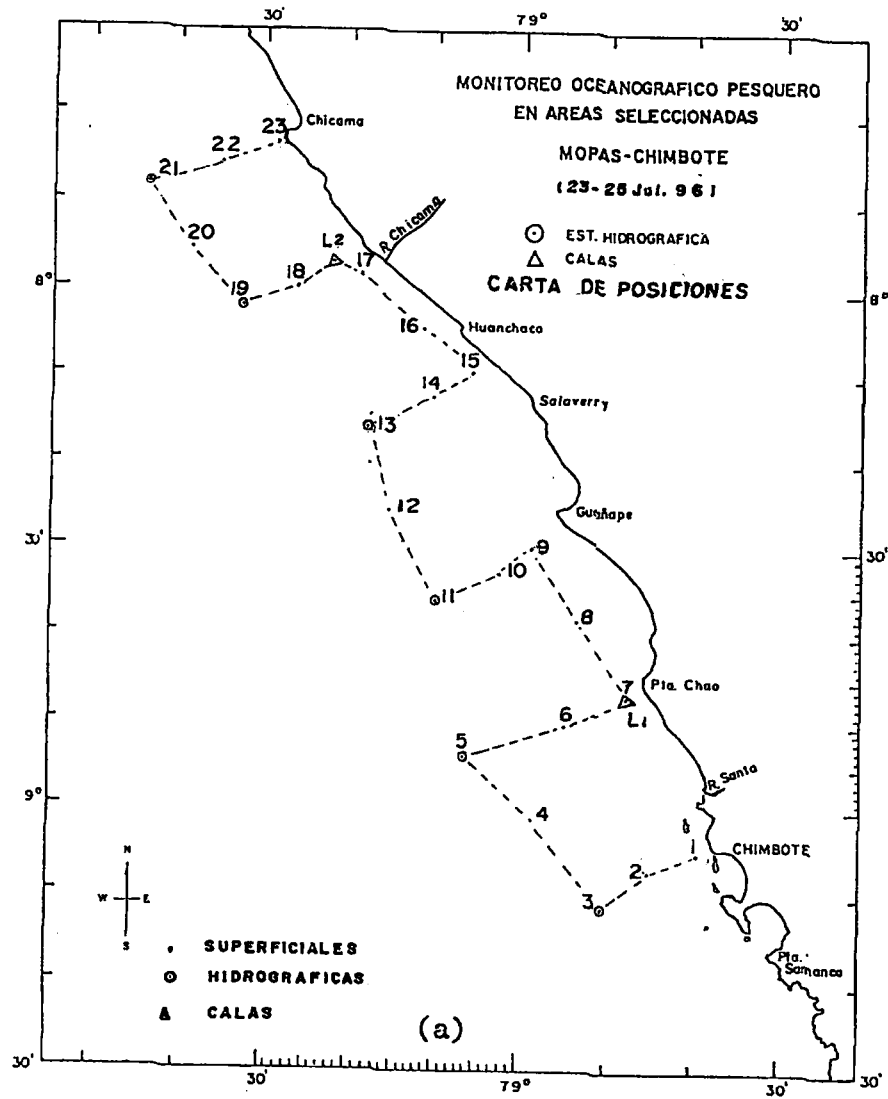 30' 79° 30'
MONITOREO OCEANOGRAFICO PESQUERO
EN AREAS SELECCIONADAS
MOPAS-CHIMBOTE
(23-25 Jul. 96)
EST. HIDROGRAFICA
CALAS
CARTA DE POSICIONES
Chicama
23
22
21
20
L2
R. Chicama
17
18
19
8°
8°
16
Huanchaco
15
14
13
Salaverry
12
Guañape
30'
30'
9
10
11
8
Pta. Chao
7
L1
6
5
R. Santa
9°
4
1
CHIMBOTE
2
3
N
W E
S
SUPERFICIALES
HIDROGRAFICAS
CALAS
Pta.
Samanco
(a)
30'
30'
30' 79° 30'